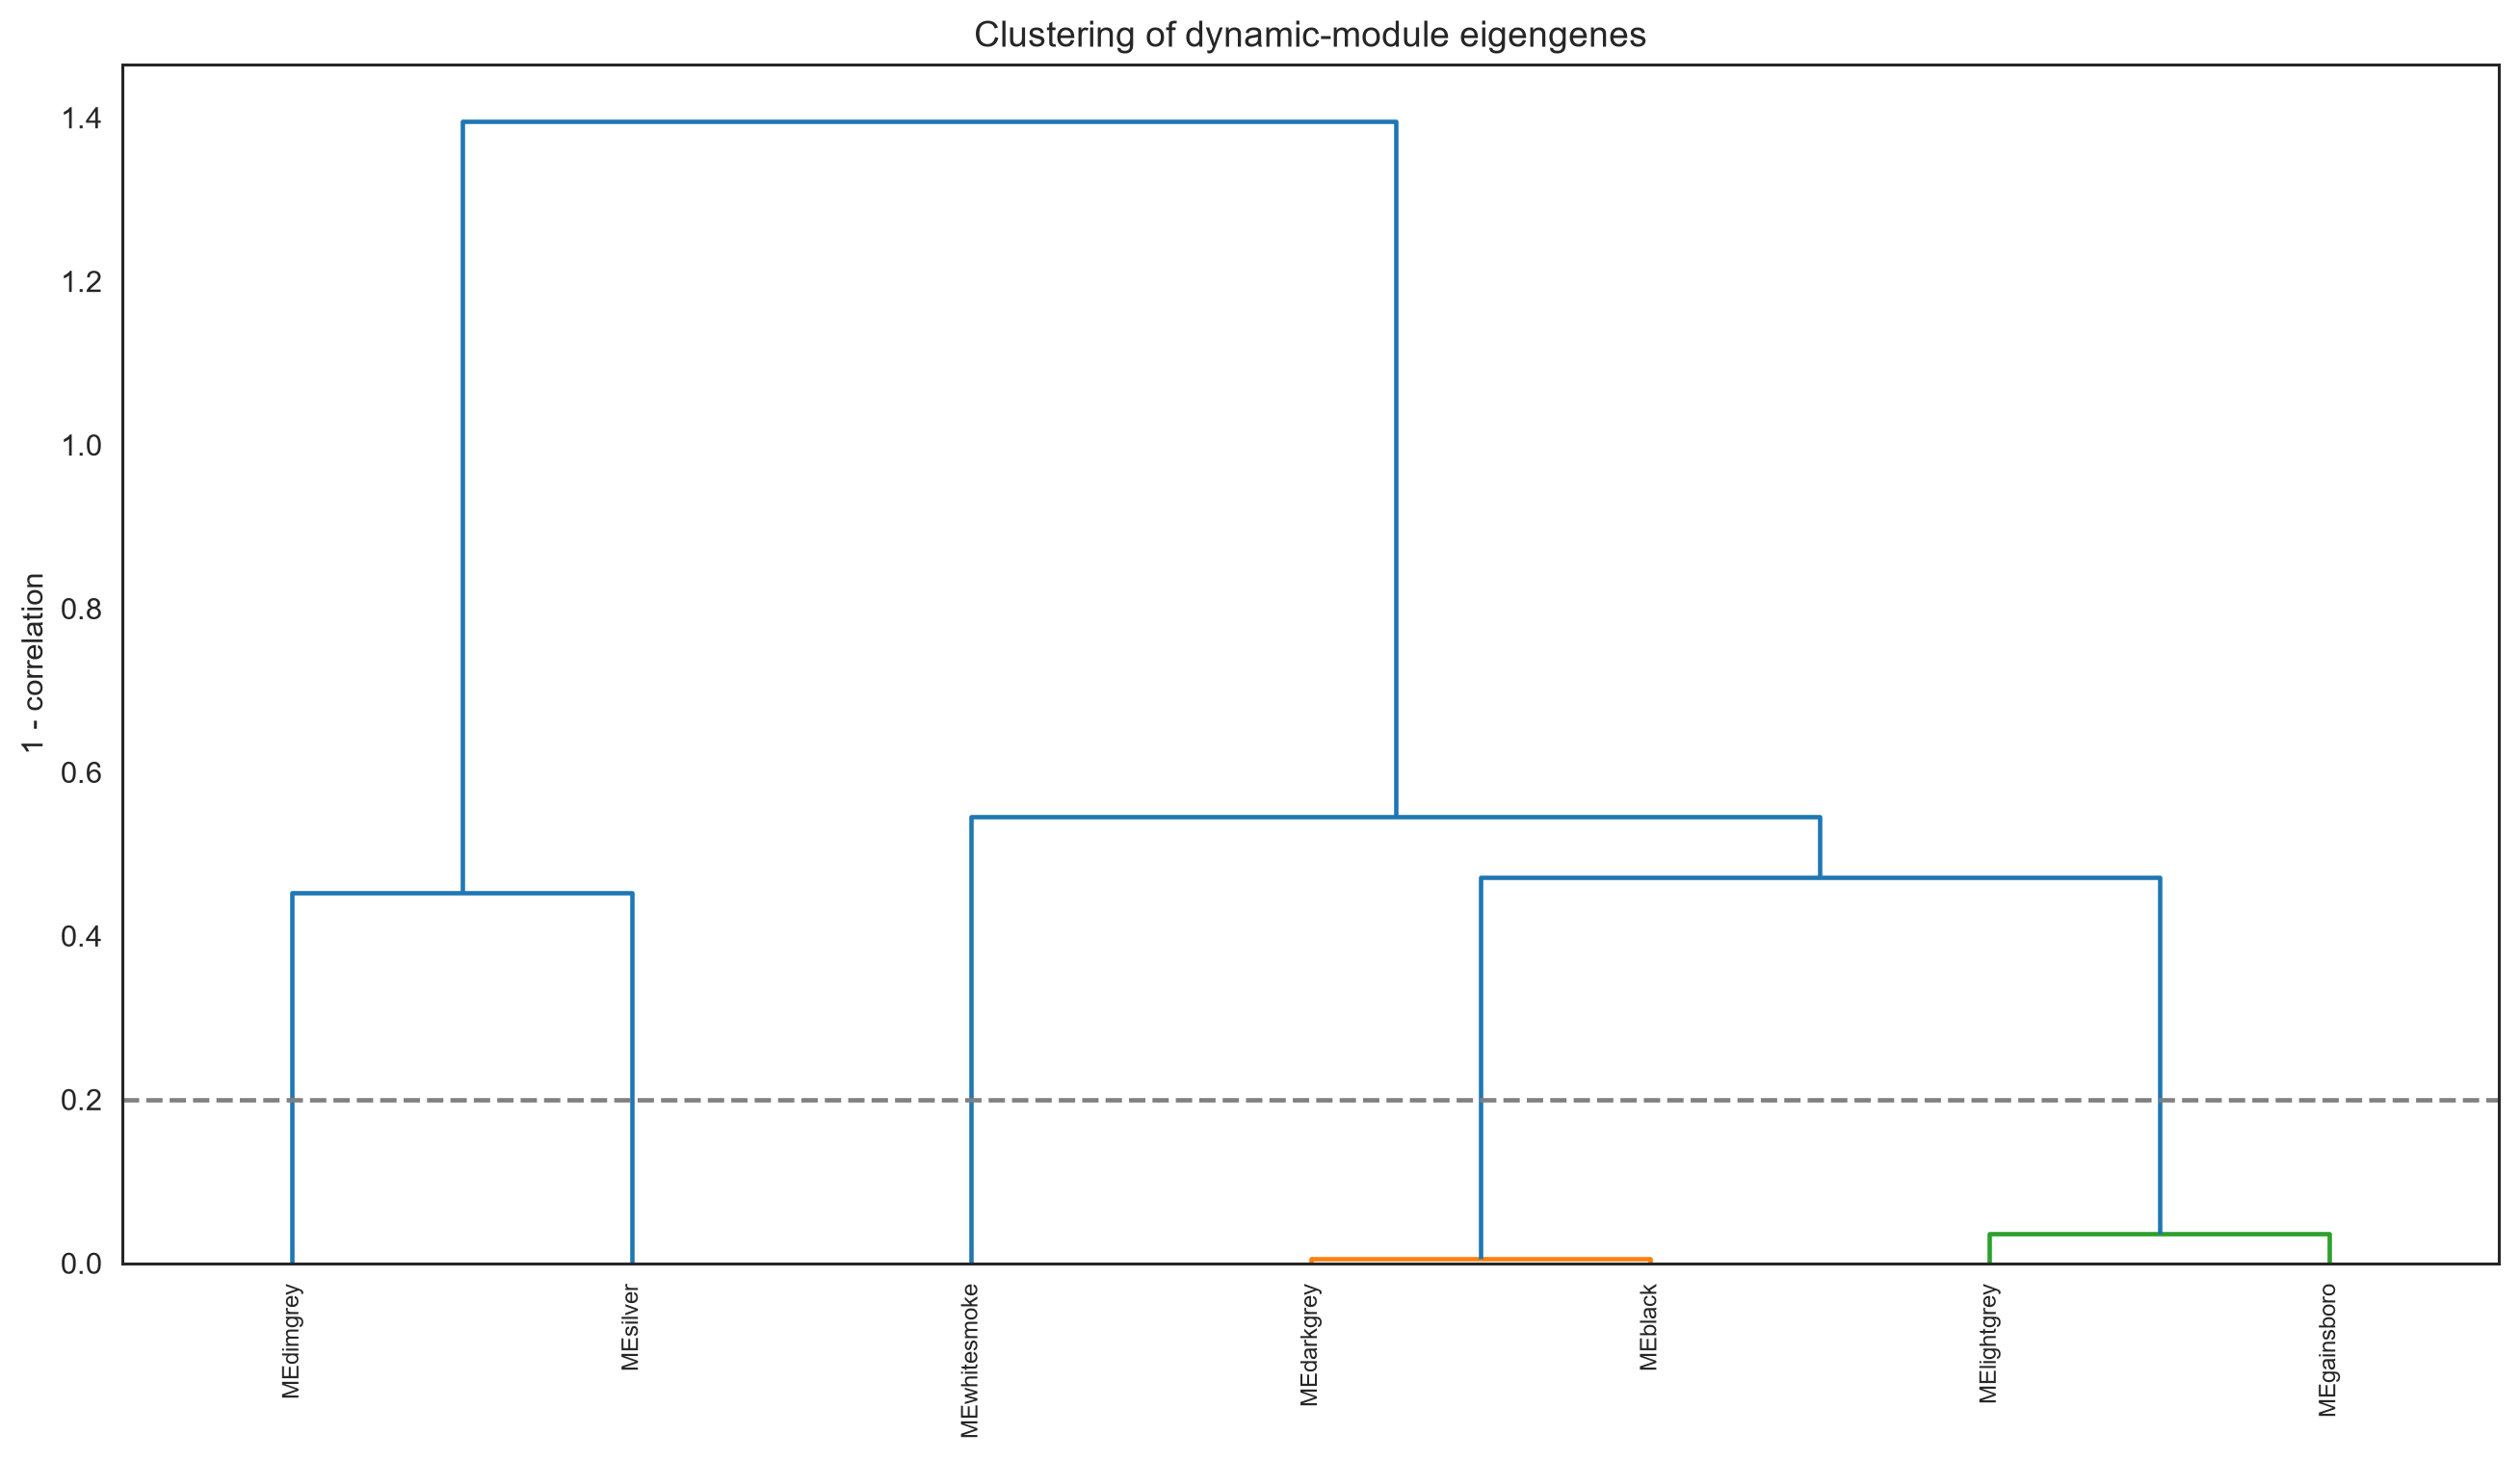 Clustering of dynamic-module eigengenes
1.4
1.2
1.0
0.8
0.6
0.4
0.2
0.0
1 - correlation
MEdimgrey
MEsilver
MEwhitesmoke
MEdarkgrey
MEblack
MElightgrey
MEgainsboro